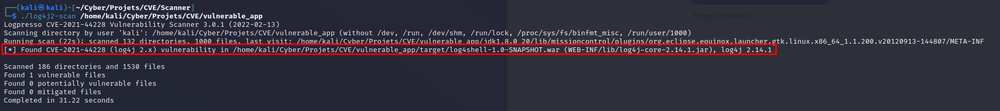 ┌──(kali㉿kali)-[~/Cyber/Projets/CVE/Scanner]
└─$ ./log4j2-scan /home/kali/Cyber/Projets/CVE/vulnerable_app
Forgot Password ?
Logpresso CVE-2021-44228 Vulnerability Scanner 3.0.1 (2022-02-13)
Scanning directory by user 'kali': /home/kali/Cyber/Projets/CVE/vulnerable_app (without /dev, /run, /dev/shm, /run/lock, /proc/sys/fs/binfmt_misc, /run/user/1000)
Running scan (22s): scanned 132 directories, 1000 files, last visit: /home/kali/Cyber/Projets/CVE/vulnerable_app/jdk1.8.0_20/lib/missioncontrol/plugins/org.eclipse.equinox.launcher.gtk.linux.x86_64_1.1.200.v20120913-144807/META-INF
[*] Found CVE-2021-44228 (log4j 2.x) vulnerability in /home/kali/Cyber/Projets/CVE/vulnerable_app/target/log4shell-1.0-SNAPSHOT.war (WEB-INF/lib/log4j-core-2.14.1.jar), log4j 2.14.1
Scanned 186 directories and 1530 files
Found 1 vulnerable files
Found 0 potentially vulnerable files
Found 0 mitigated files
Completed in 31.22 seconds